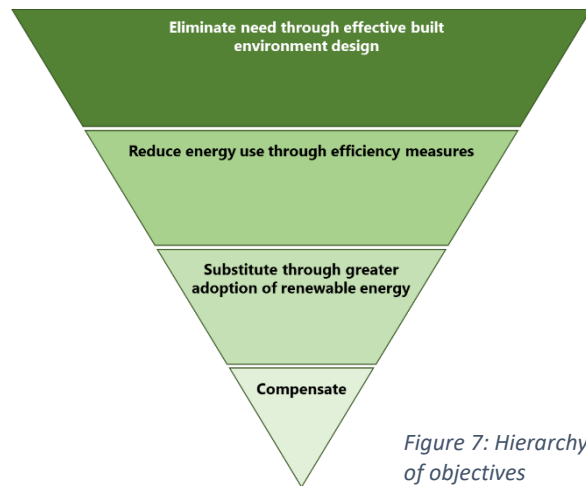 Eliminate need through effective built
environment design
Reduce energy use through efficiency measures
Substitute through greater
adoption of renewable energy
Compensate
Figure 7: Hierarchy
of objectives